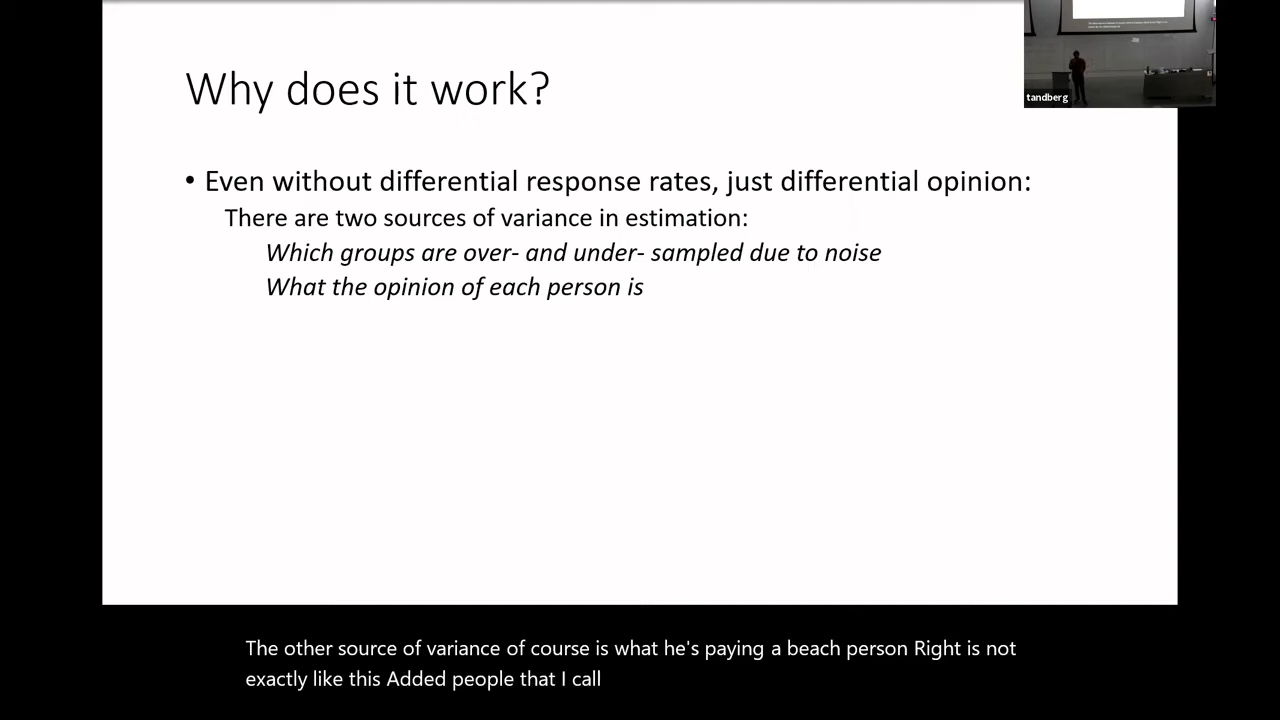 Why does it work?
tandberg
• Even without differential response rates, just differential opinion:
There are two sources of variance in estimation:
Which groups are over- and under- sampled due to noise
What the opinion of each person is
The other source of variance of course is what he's paying a beach person Right is not
exactly like this Added people that I call